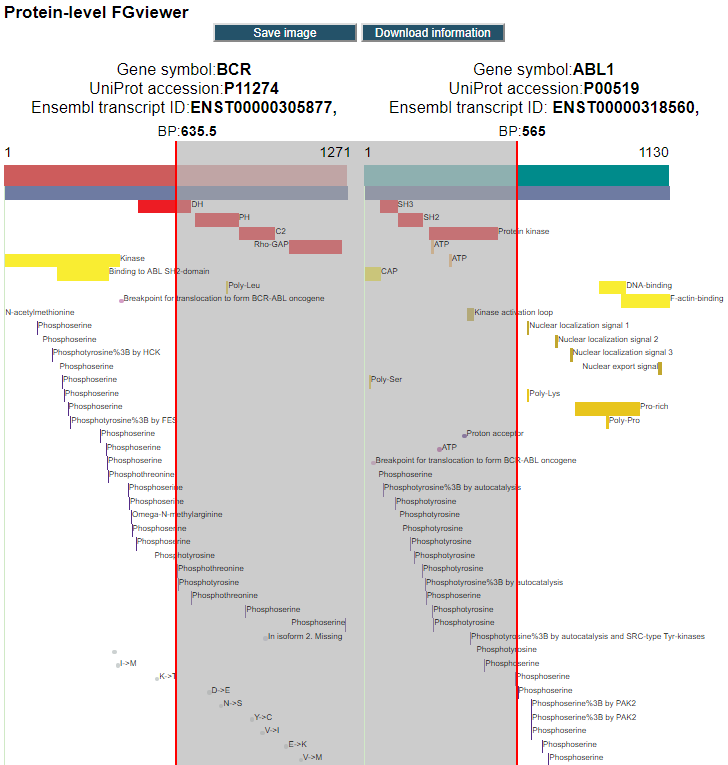 Protein-level FGviewer
Save image Download information
Gene symbol:BCR Gene symbol:ABL1
UniProt accession:P11274 UniProt accession:P00519
Ensembl transcript ID:ENST00000305877, Ensembl transcript ID: ENST00000318560,
BP:635.5 BP:565
1 1271 1 1130
DH SH3
PH SH2
C2 Protein kinase
Rho-GAP ATP
Kinase ATP
Binding to ABL SH2-domain CAP
Poly-Leu DNA-binding
Breakpoint for translocation to form BCR-ABL oncogene F-actin-binding
N-acetylmethionine Kinase activation loop
Phosphoserine Nuclear localization signal 1
Phosphoserine Nuclear localization signal 2
Phosphotyrosine%3B by HCK Nuclear localization signal 3
Phosphoserine Nuclear export signal
Phosphoserine Poly-Ser
Phosphoserine Poly-Lys
Phosphoserine Pro-rich
Phosphotyrosine%3B by FES Poly-Pro
Phosphoserine Proton acceptor
Phosphoserine ATP
Phosphoserine Breakpoint for translocation to form BCR-ABL oncogene
Phosphothreonine Phosphoserine
Phosphoserine Phosphotyrosine%3B by autocatalysis
Phosphoserine Phosphotyrosine
Omega-N-methylarginine Phosphotyrosine
Phosphoserine Phosphotyrosine
Phosphoserine Phosphotyrosine
Phosphotyrosine Phosphotyrosine
Phosphothreonine Phosphotyrosine
Phosphotyrosine Phosphotyrosine%3B by autocatalysis
Phosphothreonine Phosphoserine
Phosphoserine Phosphotyrosine
Phosphoserine Phosphotyrosine
In isoform 2. Missing Phosphotyrosine%3B by autocatalysis and SRC-type Tyr-kinases
Phosphotyrosine
I->M Phosphoserine
K->T Phosphoserine
D->E Phosphoserine
N->S Phosphoserine%3B by PAK2
Y->C Phosphoserine%3B by PAK2
V->I Phosphoserine
E->K Phosphoserine
V->M Phosphoserine